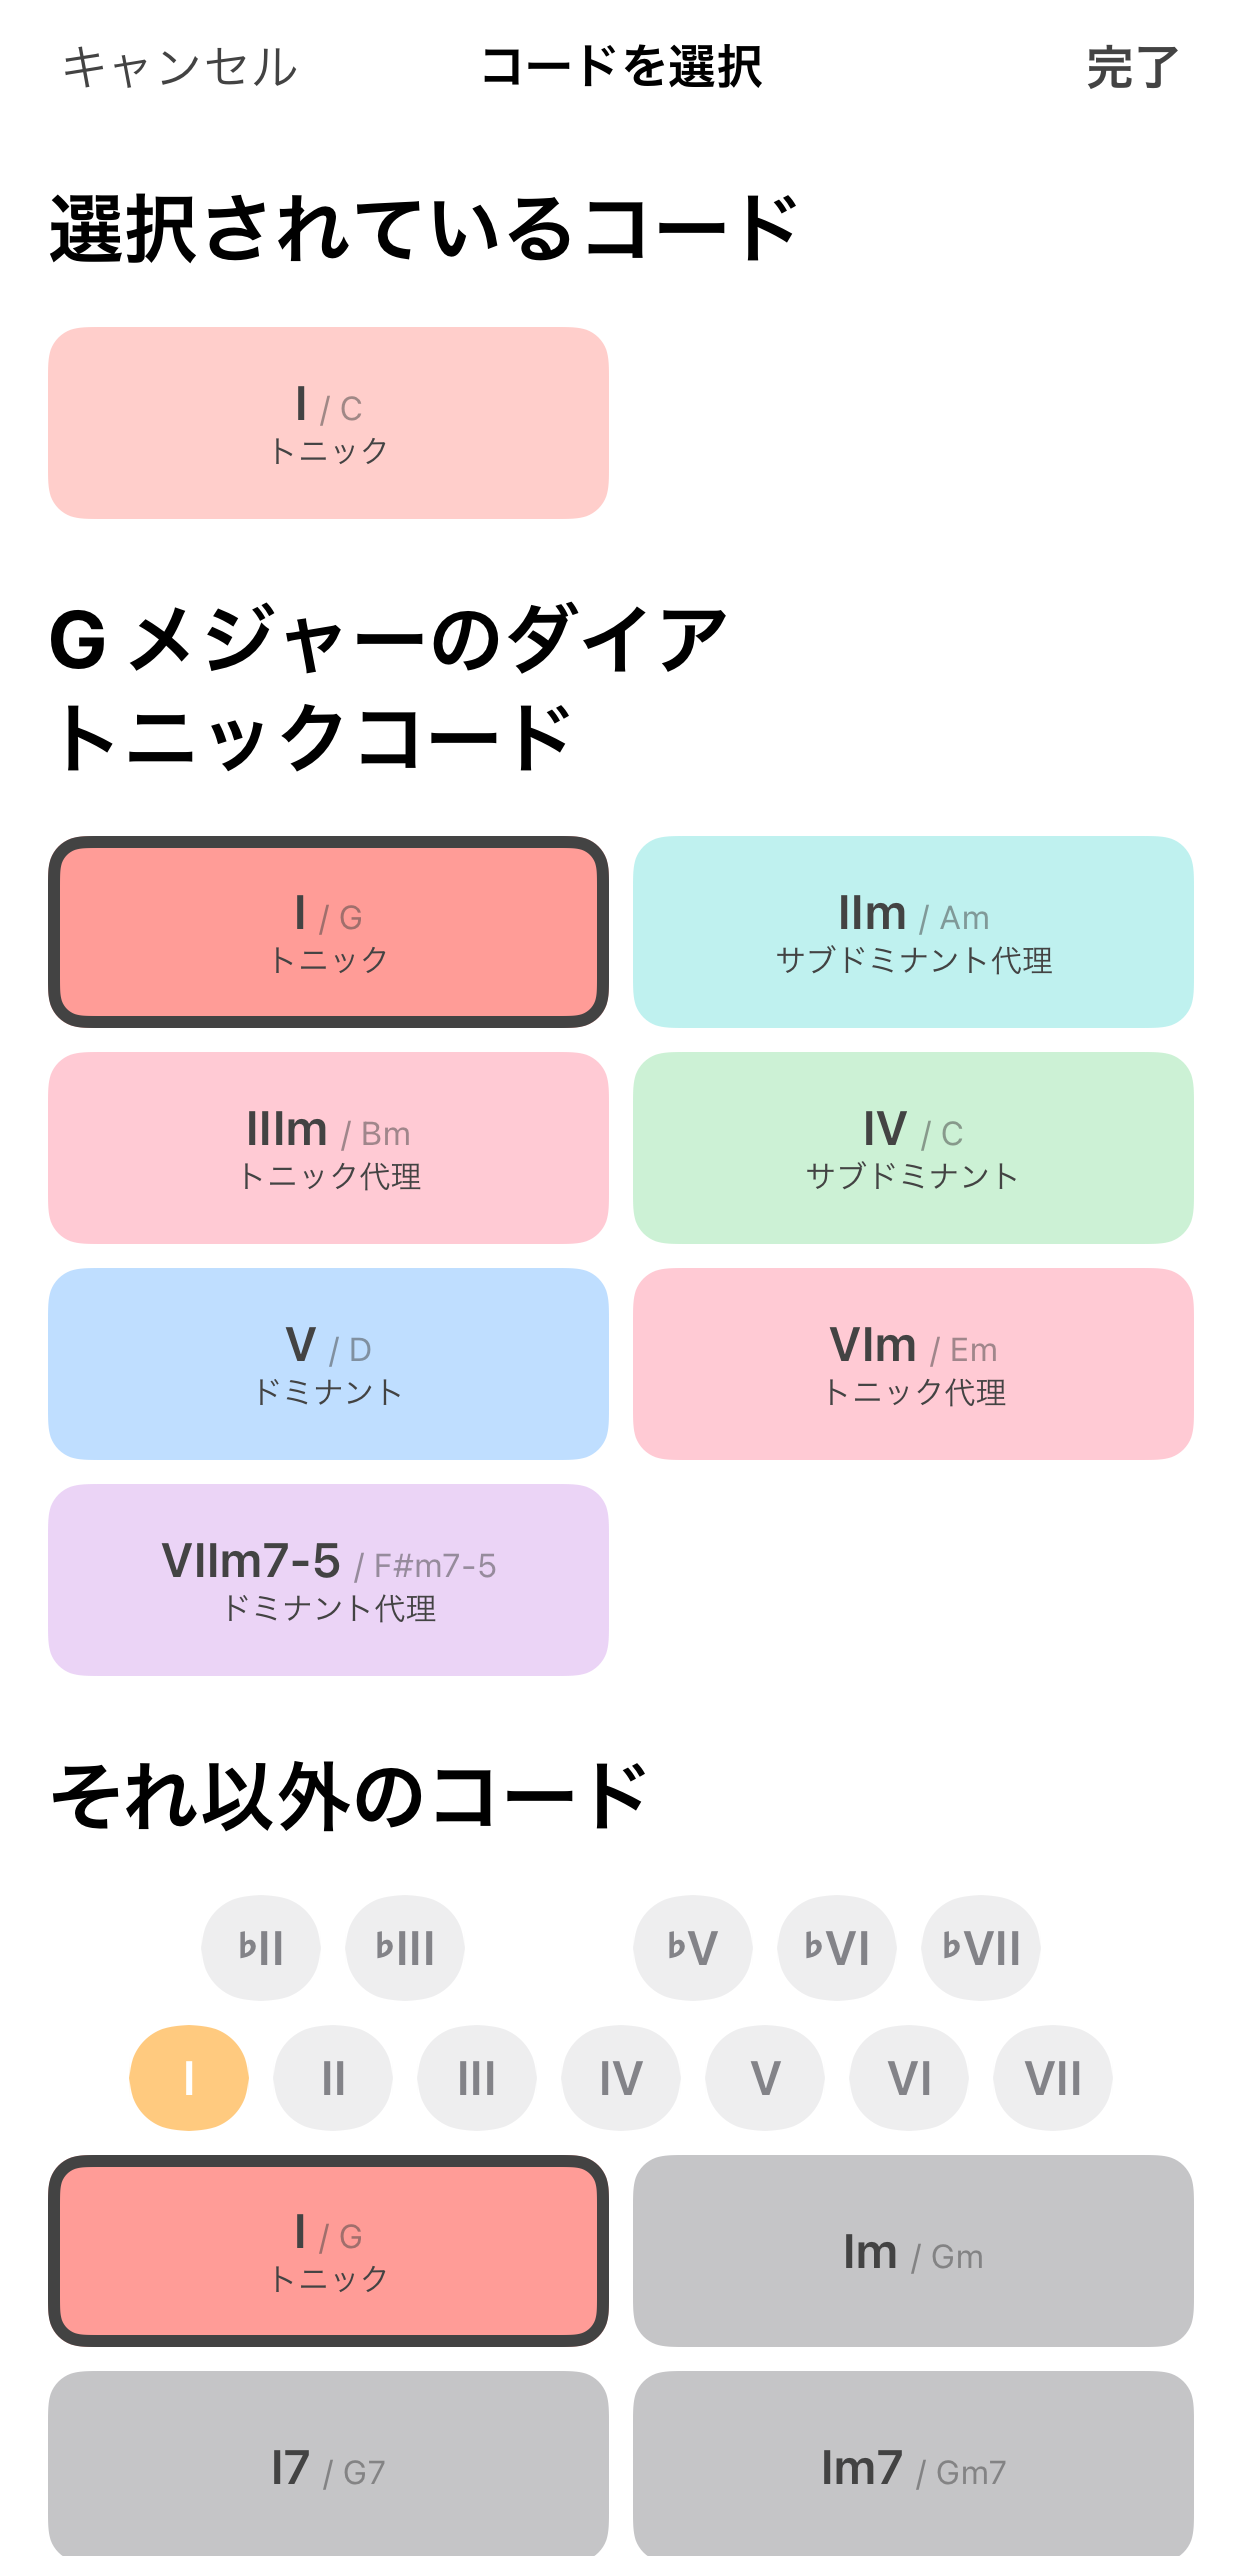 キャンセル コードを選択 完了
選択されているコード
I / C
トニック
G メジャーのダイア
トニックコード
I / G
トニック
IIm / Am
サブドミナント代理
IIIm / Bm
トニック代理
IV / C
サブドミナント
V / D
ドミナント
VIm / Em
トニック代理
VIIm7-5 / F#m7-5
ドミナント代理
それ以外のコード
♭II ♭III ♭V ♭VI ♭VII
I II III IV V VI VII
I / G
トニック
Im / Gm
I7 / G7
Im7 / Gm7